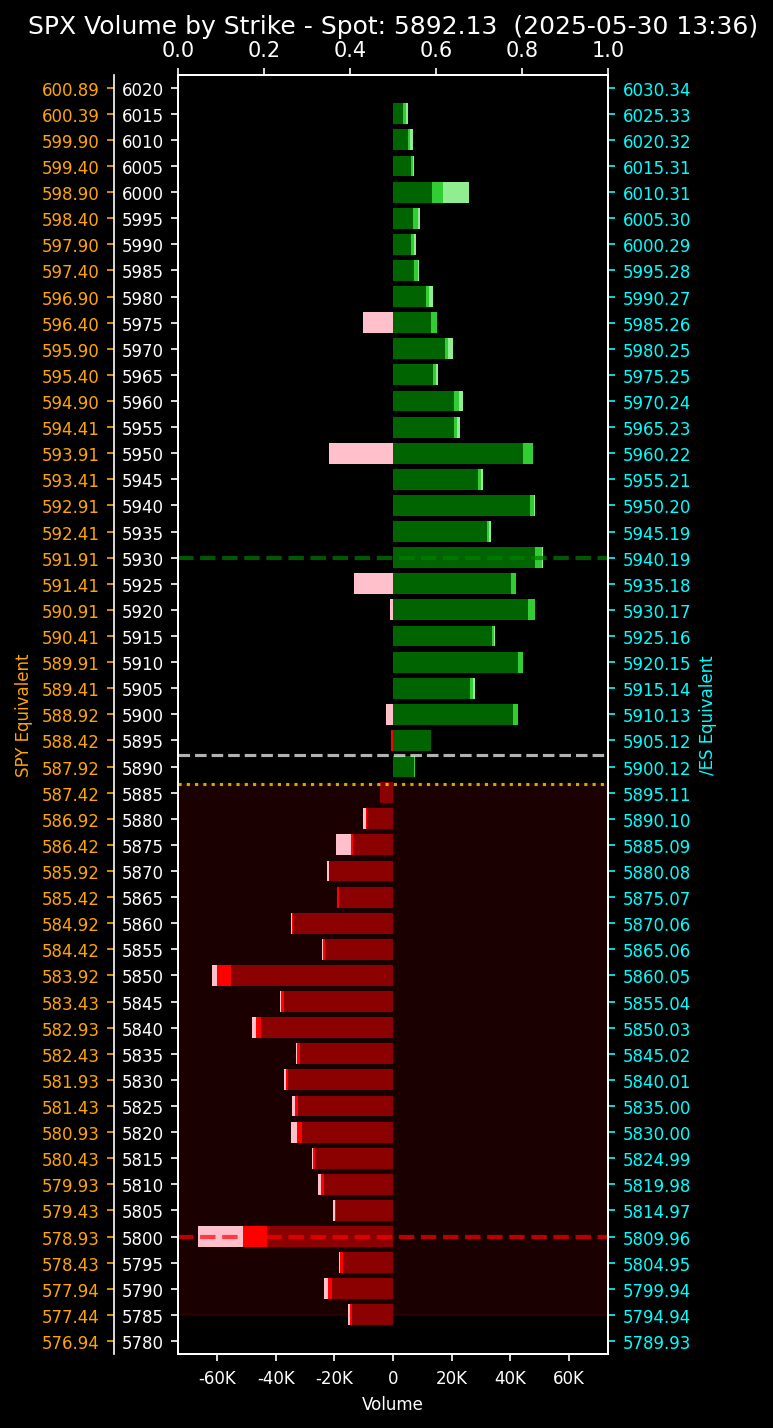 SPX Volume by Strike - Spot: 5892.13  (2025-05-30 13:36)
0.0 0.2 0.4 0.6 0.8 1.0
600.89 6020 6030.34
600.39 6015 6025.33
599.90 6010 6020.32
599.40 6005 6015.31
598.90 6000 6010.31
598.40 5995 6005.30
597.90 5990 6000.29
597.40 5985 5995.28
596.90 5980 5990.27
596.40 5975 5985.26
595.90 5970 5980.25
595.40 5965 5975.25
594.90 5960 5970.24
594.41 5955 5965.23
593.91 5950 5960.22
593.41 5945 5955.21
592.91 5940 5950.20
592.41 5935 5945.19
591.91 5930 5940.19
591.41 5925 5935.18
590.91 5920 5930.17
590.41 5915 5925.16
589.91 5910 5920.15
589.41 5905 5915.14
588.92 5900 5910.13
588.42 5895 5905.12
587.92 5890 5900.12
587.42 5885 5895.11
586.92 5880 5890.10
586.42 5875 5885.09
585.92 5870 5880.08
585.42 5865 5875.07
584.92 5860 5870.06
584.42 5855 5865.06
583.92 5850 5860.05
583.43 5845 5855.04
582.93 5840 5850.03
582.43 5835 5845.02
581.93 5830 5840.01
581.43 5825 5835.00
580.93 5820 5830.00
580.43 5815 5824.99
579.93 5810 5819.98
579.43 5805 5814.97
578.93 5800 5809.96
578.43 5795 5804.95
577.94 5790 5799.94
577.44 5785 5794.94
576.94 5780 5789.93
SPY Equivalent
/ES Equivalent
-60K -40K -20K 0 20K 40K 60K
Volume